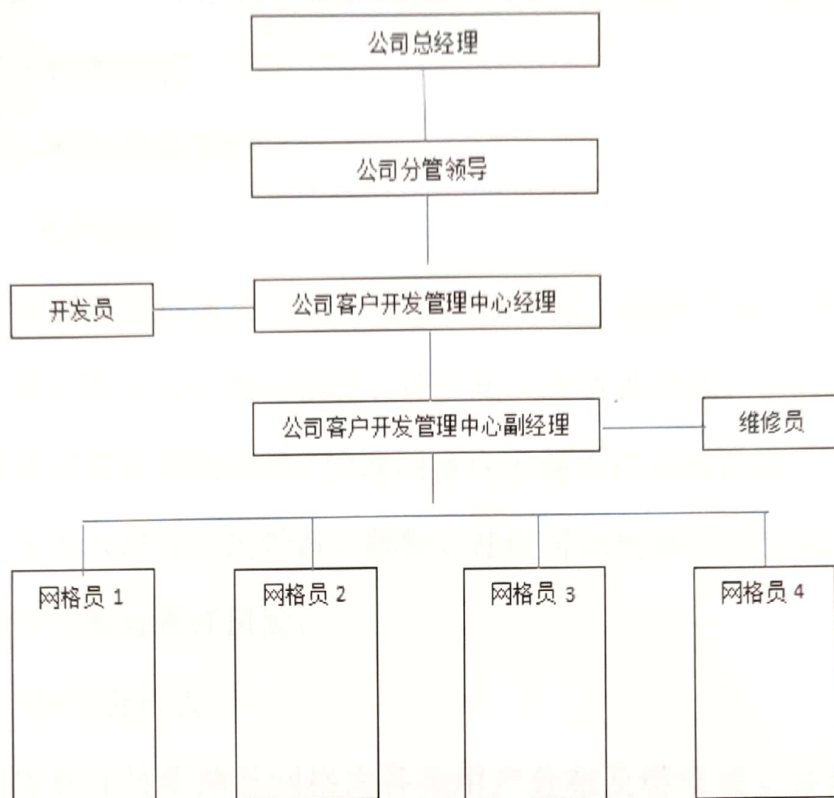 公司总经理
公司分管领导
开发员
公司客户开发管理中心经理
公司客户开发管理中心副经理
维修员
网格员 1
网格员 2
网格员 3
网格员 4